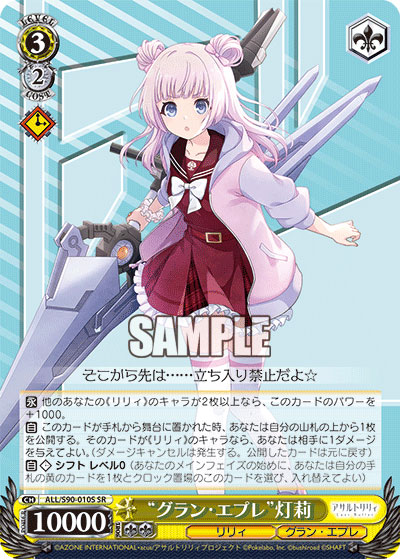 LEVEL
3
2
COST
SAMPLE
そこから先は……立ち入り禁止だよ☆
永 他のあなたの《リリィ》のキャラが2枚以上なら、このカードのパワーを
+1000。
自 このカードが手札から舞台に置かれた時、あなたは自分の山札の上から1枚
を公開する。そのカードが《リリィ》のキャラなら、あなたは相手に1ダメージ
を与えてよい。(ダメージキャンセルは発生する。公開したカードは元に戻す)
自 シフト レベル0 (あなたのメインフェイズの始めに、あなたは自分の手
札の黄のカードを1枚とクロック置場のこのカードを選び、入れ替えてよい)
CH ALL/S90-010S SR
10000
“グラン・エプレ”灯莉
アサルトリリィ
リリィ
グラン・エプレ
©AZONE INTERNATIONAL・acus/アサルトリリィプロジェクト ©Pokelabo, Inc. ©bushiroad ©SHAFT